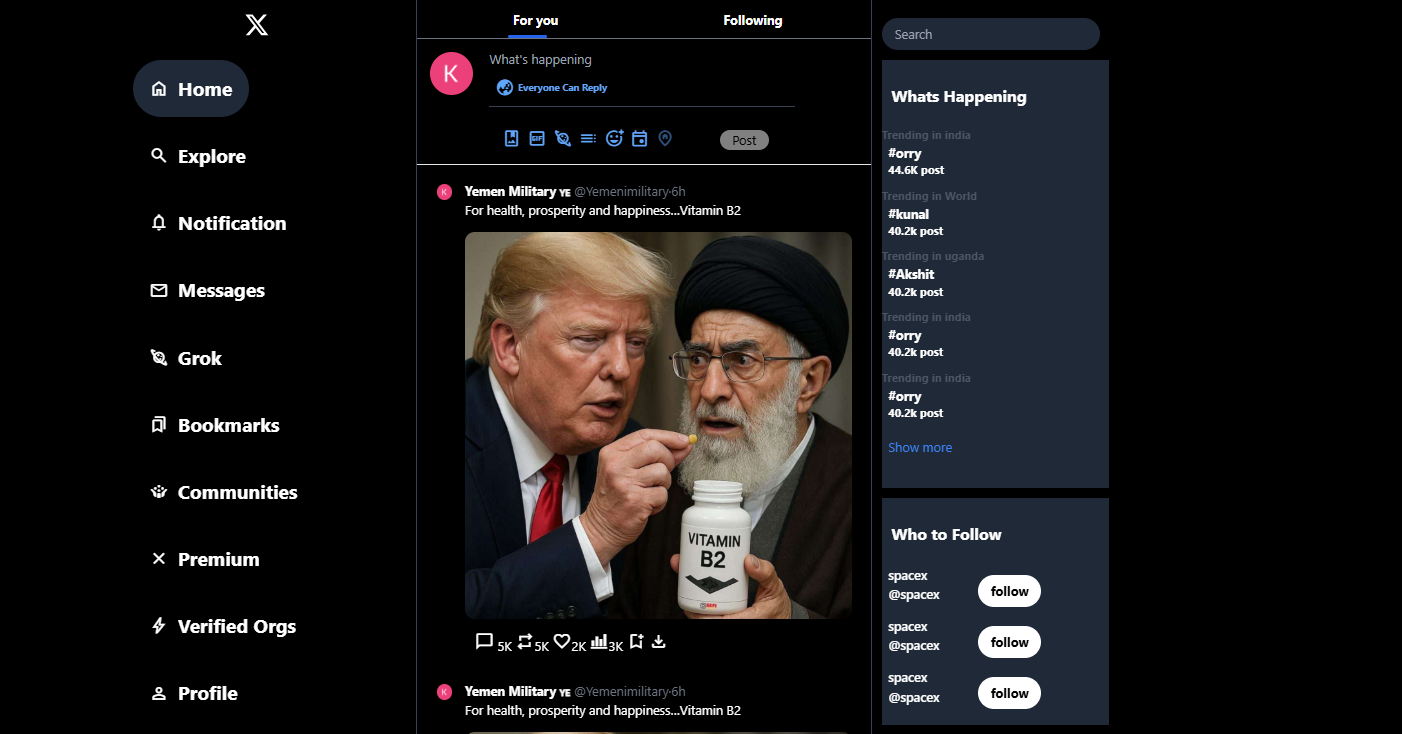 X
Home
Explore
Notification
Messages
Grok
Bookmarks
Communities
Premium
Verified Orgs
Profile
For you
Following
K
What's happening
Everyone Can Reply
GIF
Post
K
Yemen Military YE @Yemenimilitary·6h
For health, prosperity and happiness...Vitamin B2
VITAMIN
B2
5K
5K
2K
3K
K
Yemen Military YE @Yemenimilitary·6h
For health, prosperity and happiness...Vitamin B2
Search
Whats Happening
Trending in india
#orry
44.6K post
Trending in World
#kunal
40.2k post
Trending in uganda
#Akshit
40.2k post
Trending in india
#orry
40.2k post
Trending in india
#orry
40.2k post
Show more
Who to Follow
spacex
@spacex
follow
spacex
@spacex
follow
spacex
@spacex
follow